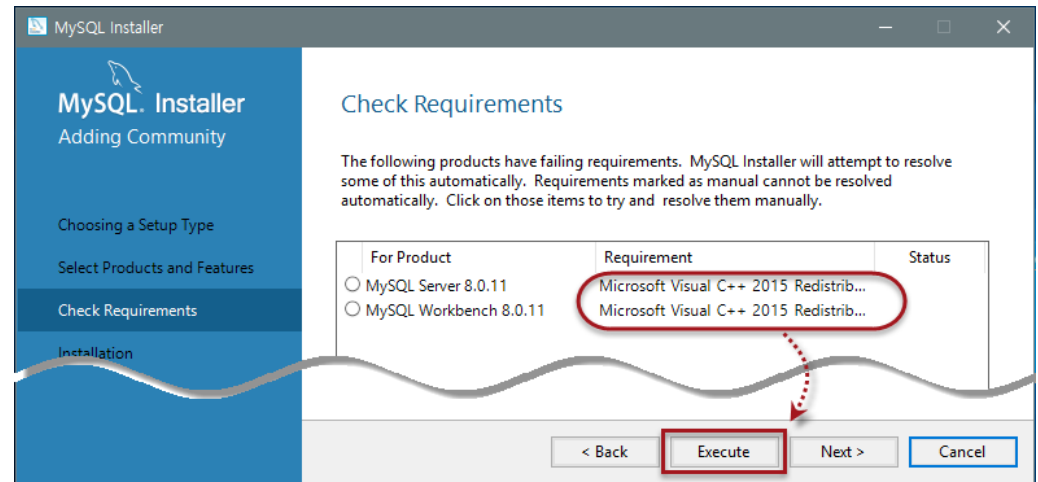 MySQL Installer
MySQL. Installer
Adding Community
Choosing a Setup Type
Select Products and Features
Check Requirements
Installation
Check Requirements
The following products have failing requirements. MySQL Installer will attempt to resolve
some of this automatically. Requirements marked as manual cannot be resolved
automatically. Click on those items to try and resolve them manually.
For Product Requirement Status
MySQL Server 8.0.11 Microsoft Visual C++ 2015 Redistrib...
MySQL Workbench 8.0.11 Microsoft Visual C++ 2015 Redistrib...
< Back Execute Next > Cancel